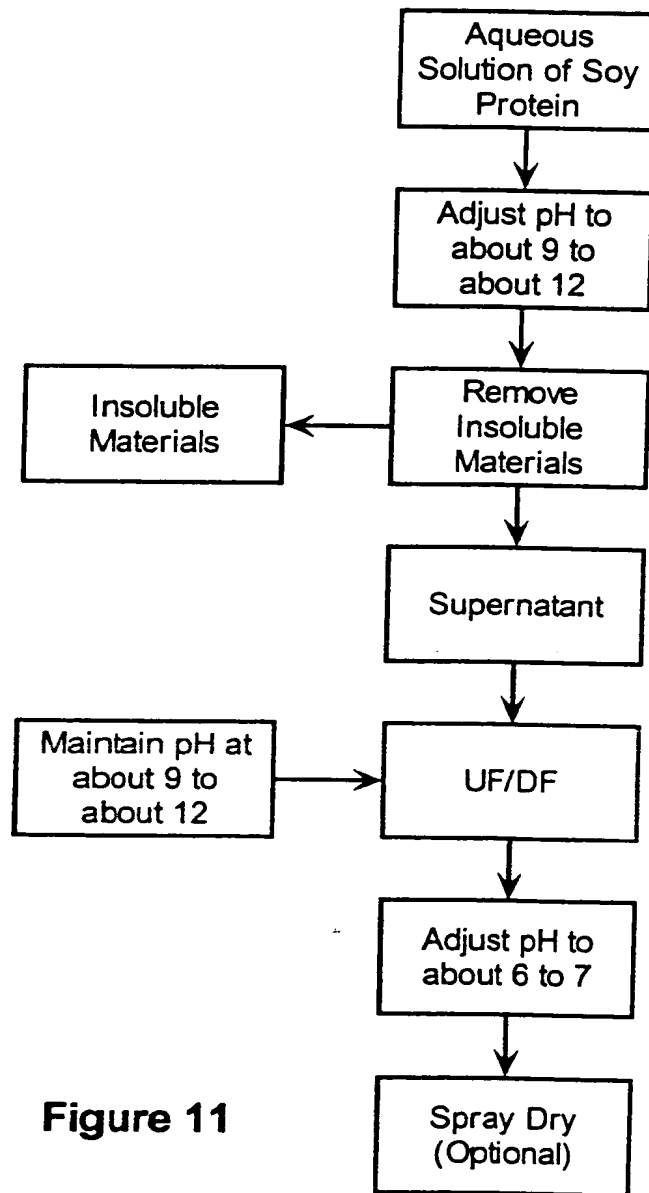 Aqueous
Solution of Soy
Protein
Adjust pH to
about 9 to
about 12
Insoluble
Materials
Remove
Insoluble
Materials
Supernatant
Maintain pH at
about 9 to
about 12
UF/DF
Adjust pH to
about 6 to 7
Figure 11
Spray Dry
(Optional)